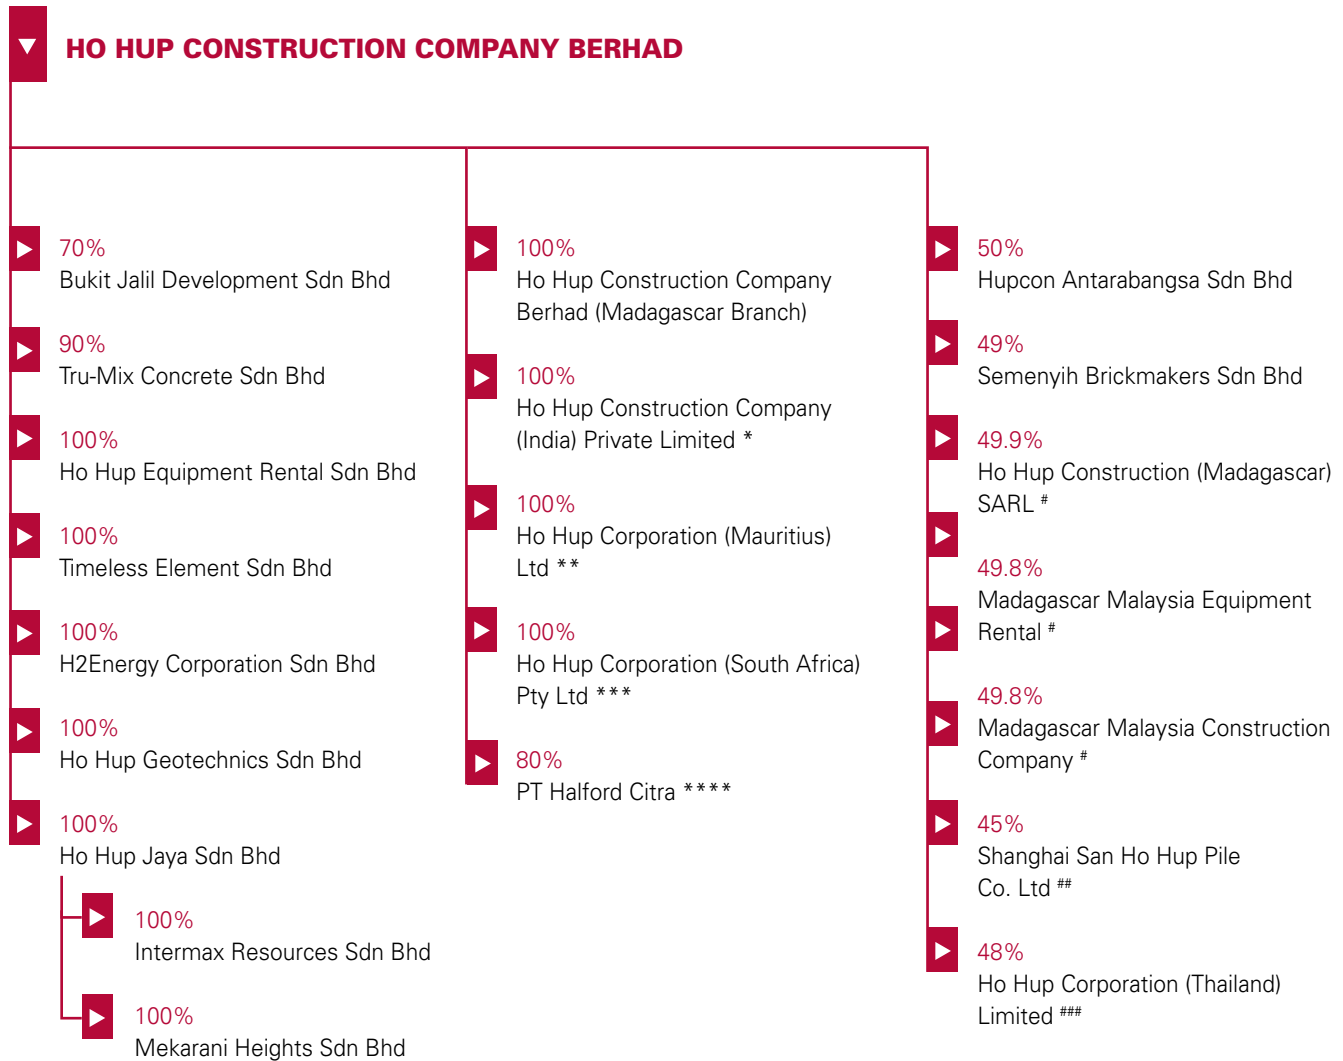 HO HUP CONSTRUCTION COMPANY BERHAD
70%
Bukit Jalil Development Sdn Bhd
90%
Tru-Mix Concrete Sdn Bhd
100%
Ho Hup Equipment Rental Sdn Bhd
100%
Timeless Element Sdn Bhd
100%
H2Energy Corporation Sdn Bhd
100%
Ho Hup Geotechnics Sdn Bhd
100%
Ho Hup Jaya Sdn Bhd
100%
Intermax Resources Sdn Bhd
100%
Mekarani Heights Sdn Bhd
100%
Ho Hup Construction Company
Berhad (Madagascar Branch)
100%
Ho Hup Construction Company
(India) Private Limited *
100%
Ho Hup Corporation (Mauritius)
Ltd **
100%
Ho Hup Corporation (South Africa)
Pty Ltd ***
80%
PT Halford Citra ****
50%
Hupcon Antarabangsa Sdn Bhd
49%
Semenyih Brickmakers Sdn Bhd
49.9%
Ho Hup Construction (Madagascar)
SARL #
49.8%
Madagascar Malaysia Equipment
Rental #
49.8%
Madagascar Malaysia Construction
Company #
45%
Shanghai San Ho Hup Pile
Co. Ltd ##
48%
Ho Hup Corporation (Thailand)
Limited ###